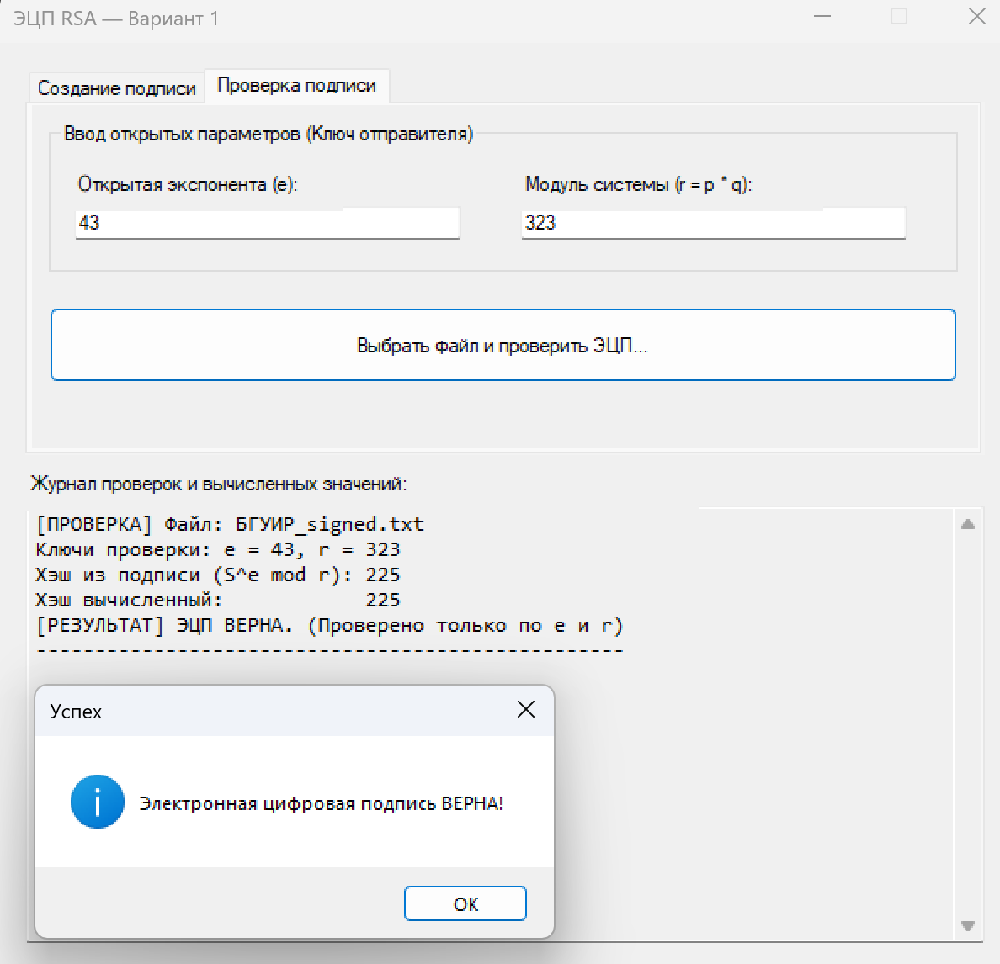 ЭЦП RSA — Вариант 1
Создание подписи
Проверка подписи
Ввод открытых параметров (Ключ отправителя)
Открытая экспонента (e):
Модуль системы (r = p * q):
43
323
Выбрать файл и проверить ЭЦП...
Журнал проверок и вычисленных значений:
[ПРОВЕРКА] Файл: БГУИР_signed.txt
Ключи проверки: e = 43, r = 323
Хэш из подписи (S^e mod r): 225
Хэш вычисленный: 225
[РЕЗУЛЬТАТ] ЭЦП ВЕРНА. (Проверено только по e и r)
--------------------------------------------------
Успех
Электронная цифровая подпись ВЕРНА!
ОК